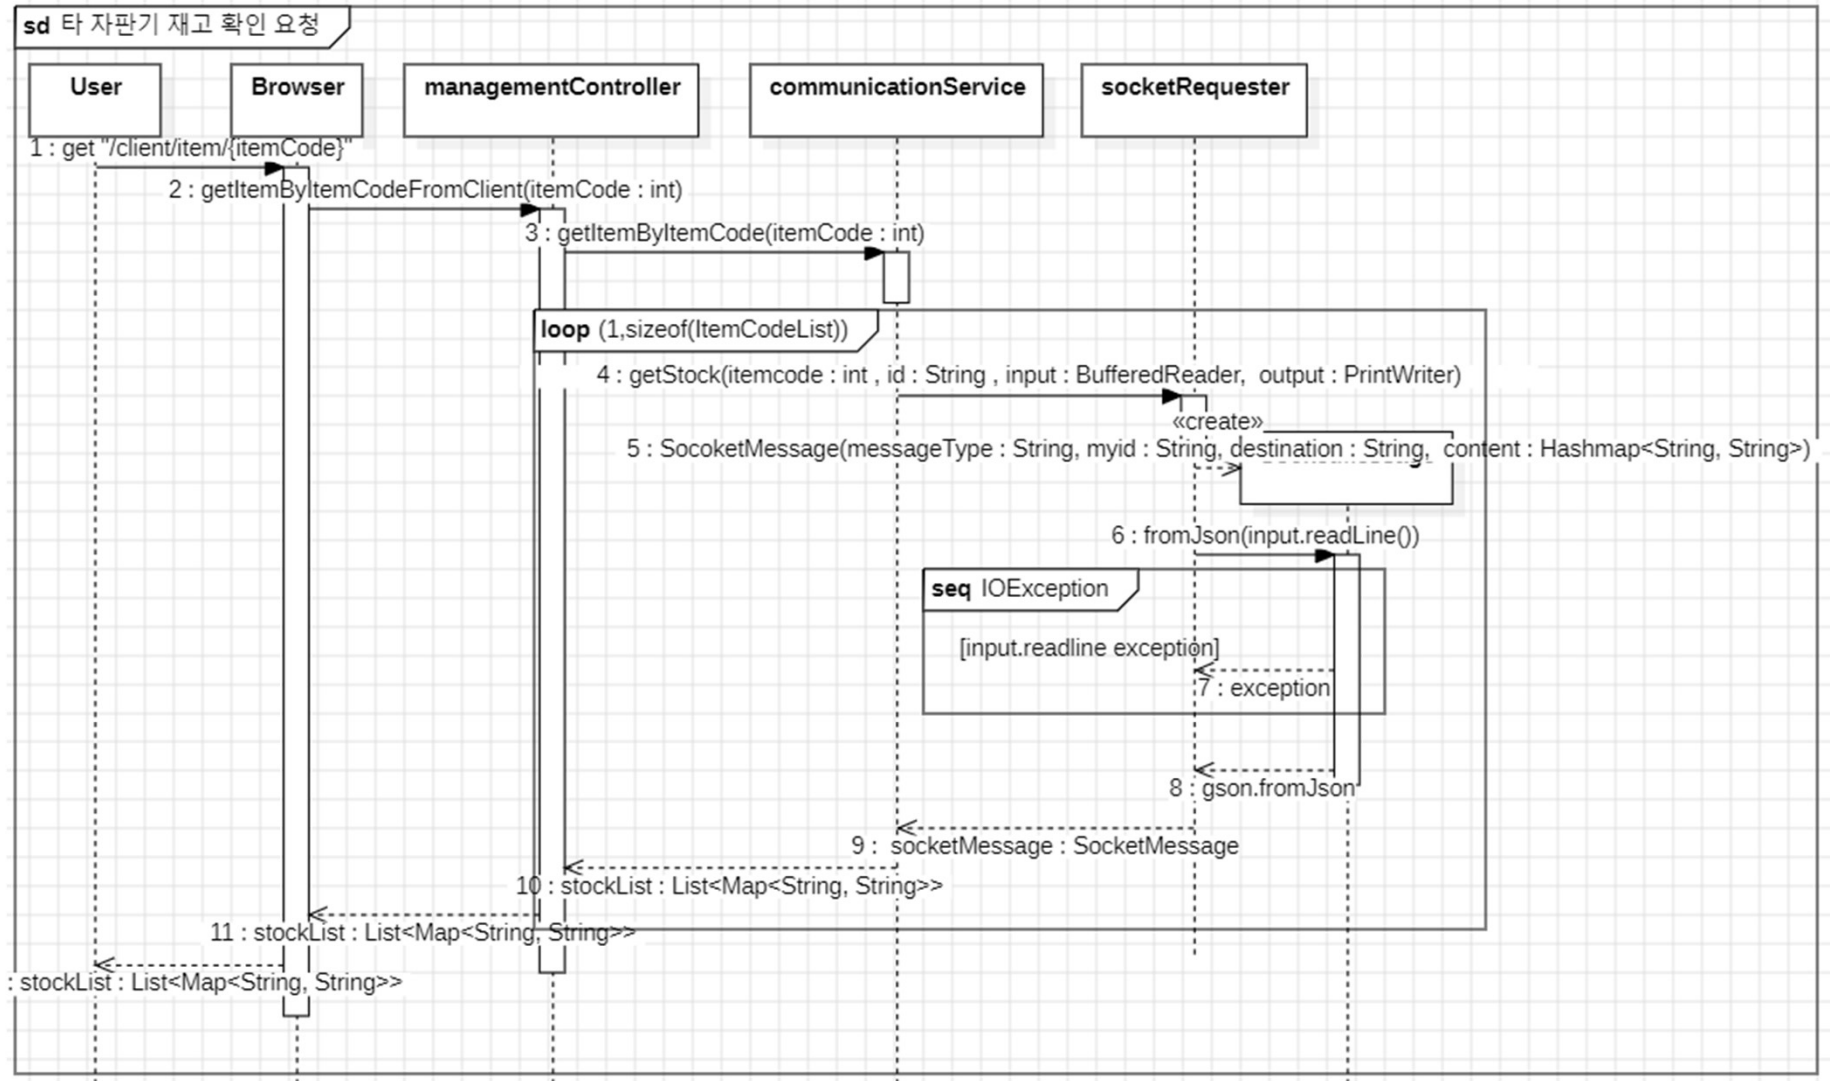 sd 타 자판기 재고 확인 요청
User
Browser
managementController
communicationService
socketRequester
1 : get "/client/item/{itemCode}"
2 : getItemByItemCodeFromClient(itemCode : int)
3 : getItemByItemCode(itemCode : int)
loop (1,sizeof(ItemCodeList))
4 : getStock(itemcode : int , id : String , input : BufferedReader, output : PrintWriter)
«create»
5 : SocoketMessage(messageType : String, myid : String, destination : String, content : Hashmap<String, String>)
6 : fromJson(input.readLine())
seq IOException
[input.readline exception]
7 : exception
8 : gson.fromJson
9 : socketMessage : SocketMessage
10 : stockList : List<Map<String, String>>
11 : stockList : List<Map<String, String>>
: stockList : List<Map<String, String>>